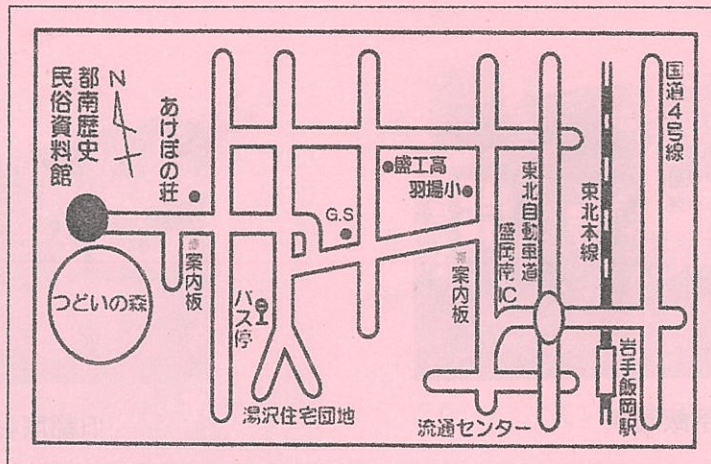 都南歴史
民俗資料館
N
あけぼの荘
つどいの森
案内板
バス停
G.S
湯沢住宅団地
●盛工高
羽場小●
案内板
流通センター
東北自動車道
盛岡南IC
東北本線
岩手飯岡駅
国道4号線